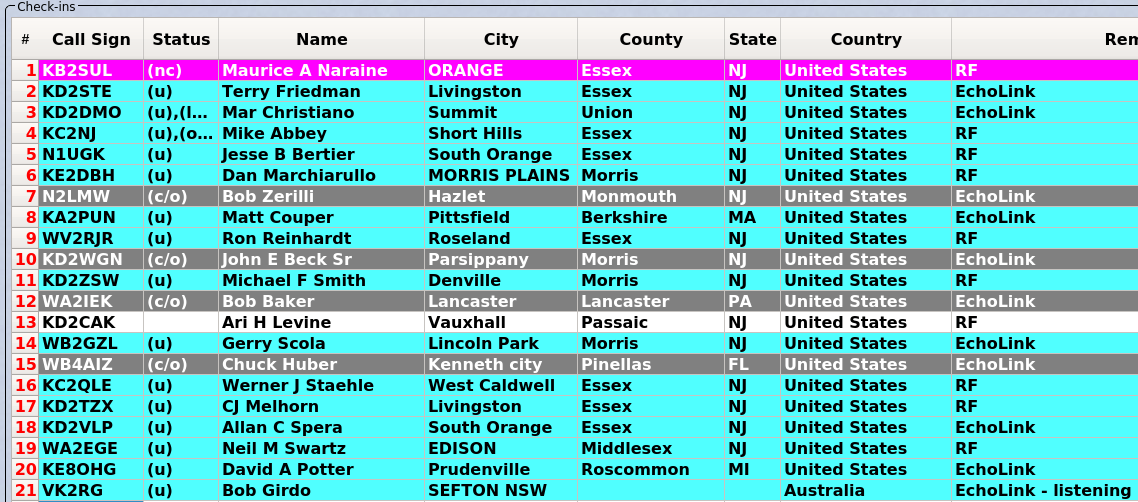 Check-ins
# Call Sign Status Name City County State Country Rem
1 KB2SUL (nc) Maurice A Naraine ORANGE Essex NJ United States RF
2 KD2STE (u) Terry Friedman Livingston Essex NJ United States EchoLink
3 KD2DMO (u),(l... Mar Christiano Summit Union NJ United States EchoLink
4 KC2NJ (u),(o... Mike Abbey Short Hills Essex NJ United States RF
5 N1UGK (u) Jesse B Bertier South Orange Essex NJ United States RF
6 KE2DBH (u) Dan Marchiarullo MORRIS PLAINS Morris NJ United States RF
7 N2LMW (c/o) Bob Zerilli Hazlet Monmouth NJ United States EchoLink
8 KA2PUN (u) Matt Couper Pittsfield Berkshire MA United States EchoLink
9 WV2RJR (u) Ron Reinhardt Roseland Essex NJ United States RF
10 KD2WGN (c/o) John E Beck Sr Parsippany Morris NJ United States EchoLink
11 KD2ZSW (u) Michael F Smith Denville Morris NJ United States RF
12 WA2IEK (c/o) Bob Baker Lancaster Lancaster PA United States EchoLink
13 KD2CAK Ari H Levine Vauxhall Passaic NJ United States RF
14 WB2GZL (u) Gerry Scola Lincoln Park Morris NJ United States EchoLink
15 WB4AIZ (c/o) Chuck Huber Kenneth city Pinellas FL United States EchoLink
16 KC2QLE (u) Werner J Staehle West Caldwell Essex NJ United States RF
17 KD2TZX (u) CJ Melhorn Livingston Essex NJ United States RF
18 KD2VLP (u) Allan C Spera South Orange Essex NJ United States EchoLink
19 WA2EGE (u) Neil M Swartz EDISON Middlesex NJ United States RF
20 KE8OHG (u) David A Potter Prudenville Roscommon MI United States EchoLink
21 VK2RG (u) Bob Girdo SEFTON NSW Australia EchoLink - listening